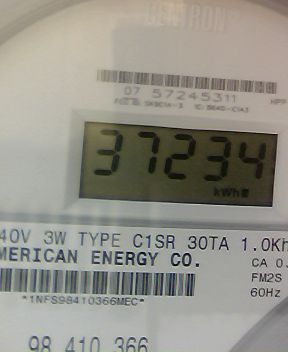 CENTRON
07 57245311
37234
kWh
40V 3W TYPE C1SR 30TA 1.0Kh
MERICAN ENERGY CO.
CA 0.
FM2S
60Hz
*1NFS98410366MEC*
98 410 366